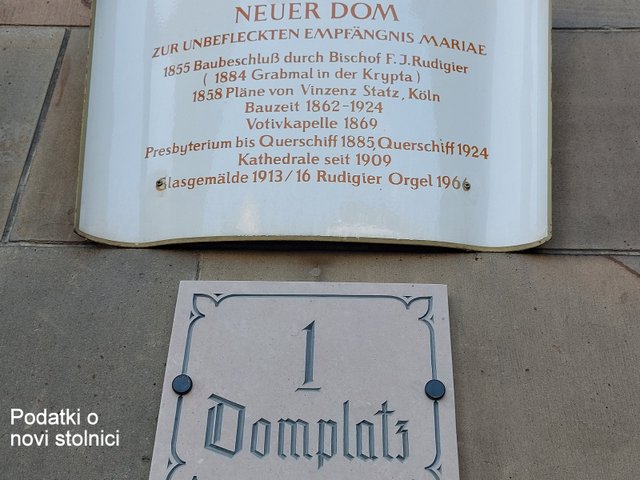 NEUER DOM
ZUR UNBEFLECKTEN EMPFÄNGNIS MARIAE
1855 Baubeschluß durch Bischof F. J. Rudigier
( 1884 Grabmal in der Krypta )
1858 Pläne von Vinzenz Statz, Köln
Bauzeit 1862-1924
Votivkapelle 1869
Presbyterium bis Querschiff 1885, Querschiff 1924
Kathedrale seit 1909
Glasgemälde 1913/16 Rudigier Orgel 1966
1
Domplatz
Podatki o
novi stolnici